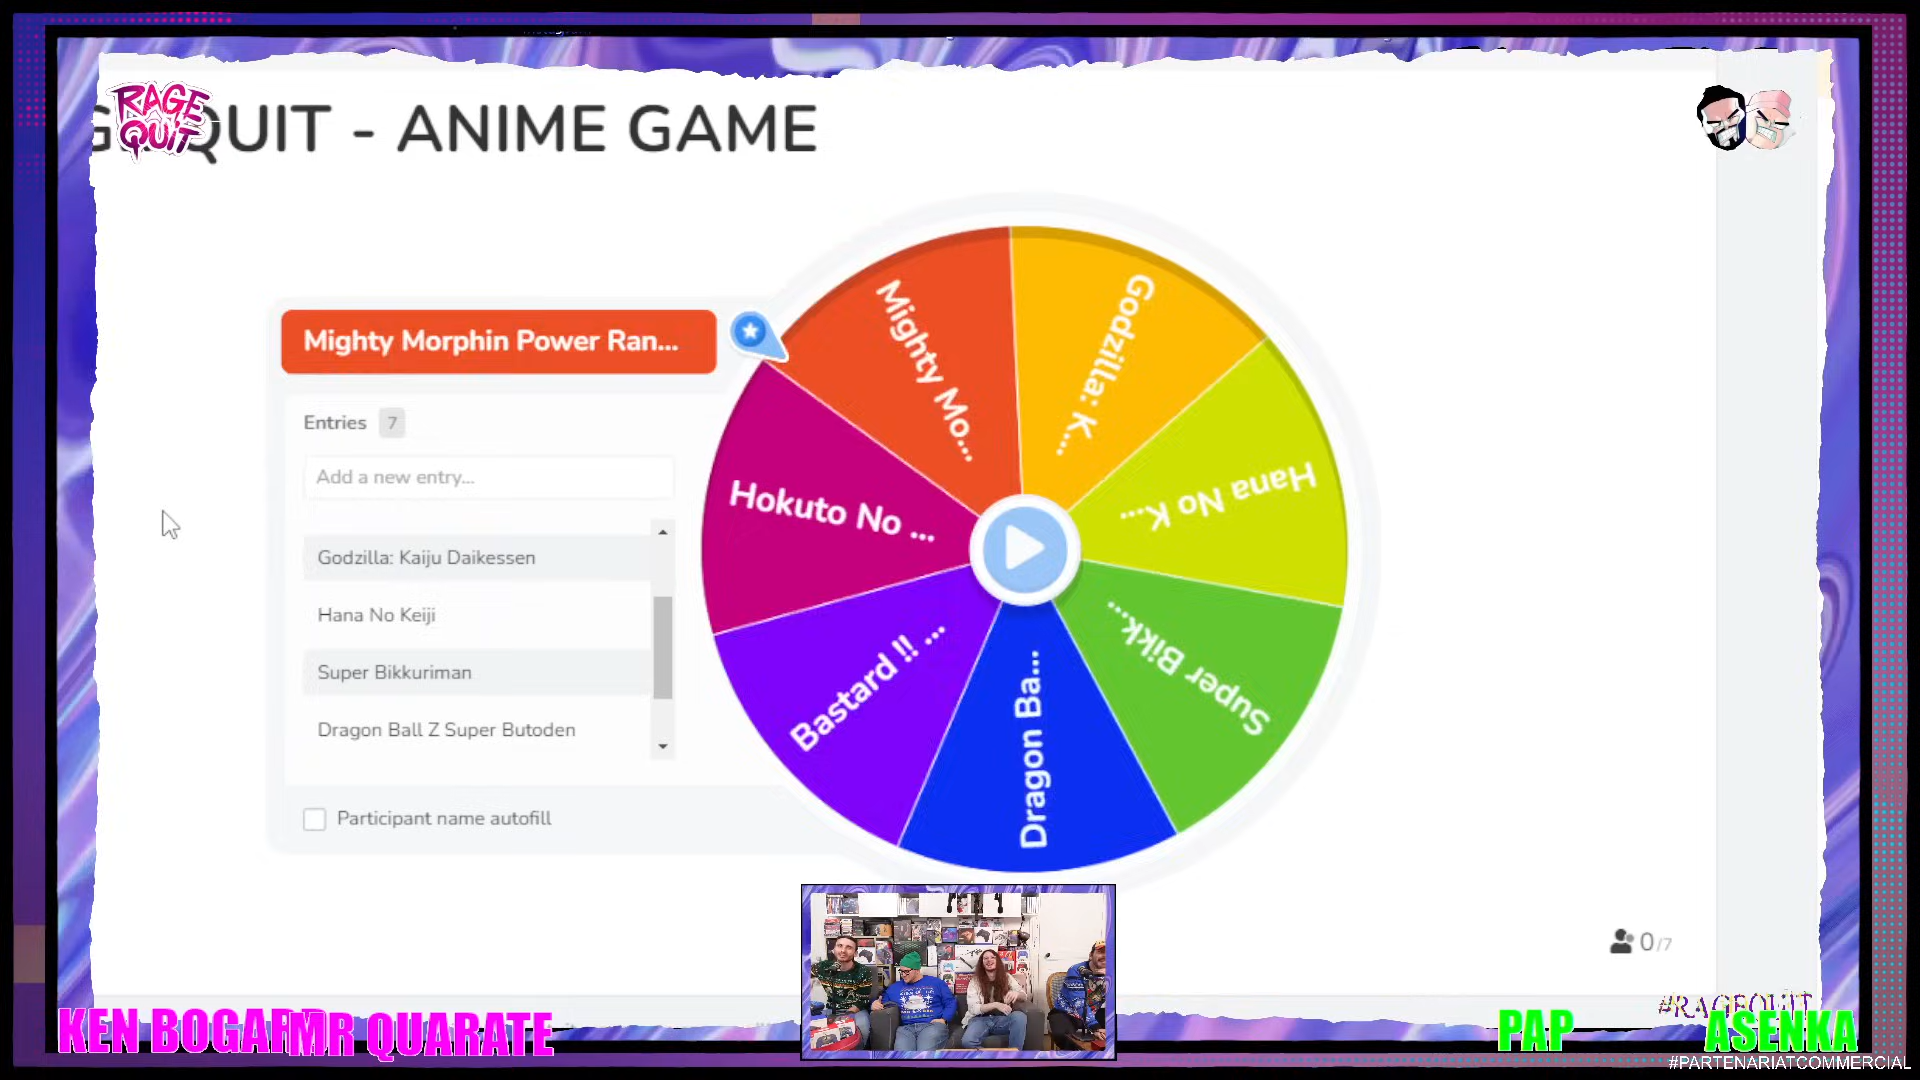 RAGE
QUIT
QUIT - ANIME GAME
Mighty Morphin Power Ran...
Entries 7
Add a new entry...
Godzilla: Kaiju Daikessen
Hana No Keiji
Super Bikkuriman
Dragon Ball Z Super Butoden
Participant name autofill
Mighty Mo...
Godzilla: K...
Hana No K...
Super Bikk...
Dragon Ba...
Bastard !! ...
Hokuto No ...
0/7
#RAGEQUIT
KEN BOGARD
MR QUARATE
PAP
ASENKA
#PARTENARIATCOMMERCIAL